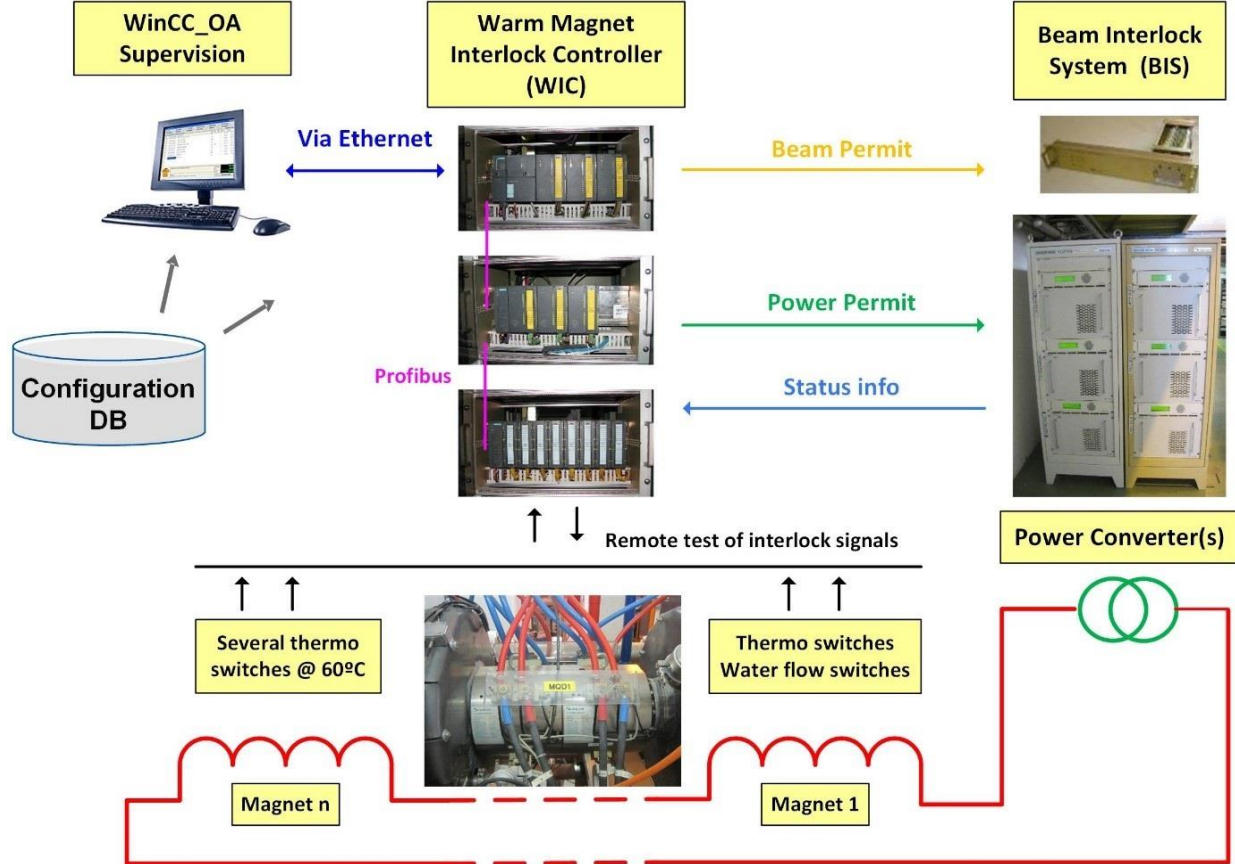 WinCC_OA
Supervision
Warm Magnet
Interlock Controller
(WIC)
Beam Interlock
System (BIS)
Via Ethernet
Beam Permit
Power Permit
Profibus
Status info
Configuration
DB
Remote test of interlock signals
Power Converter(s)
Several thermo
switches @ 60ºC
MQD1
Thermo switches
Water flow switches
Magnet n
Magnet 1